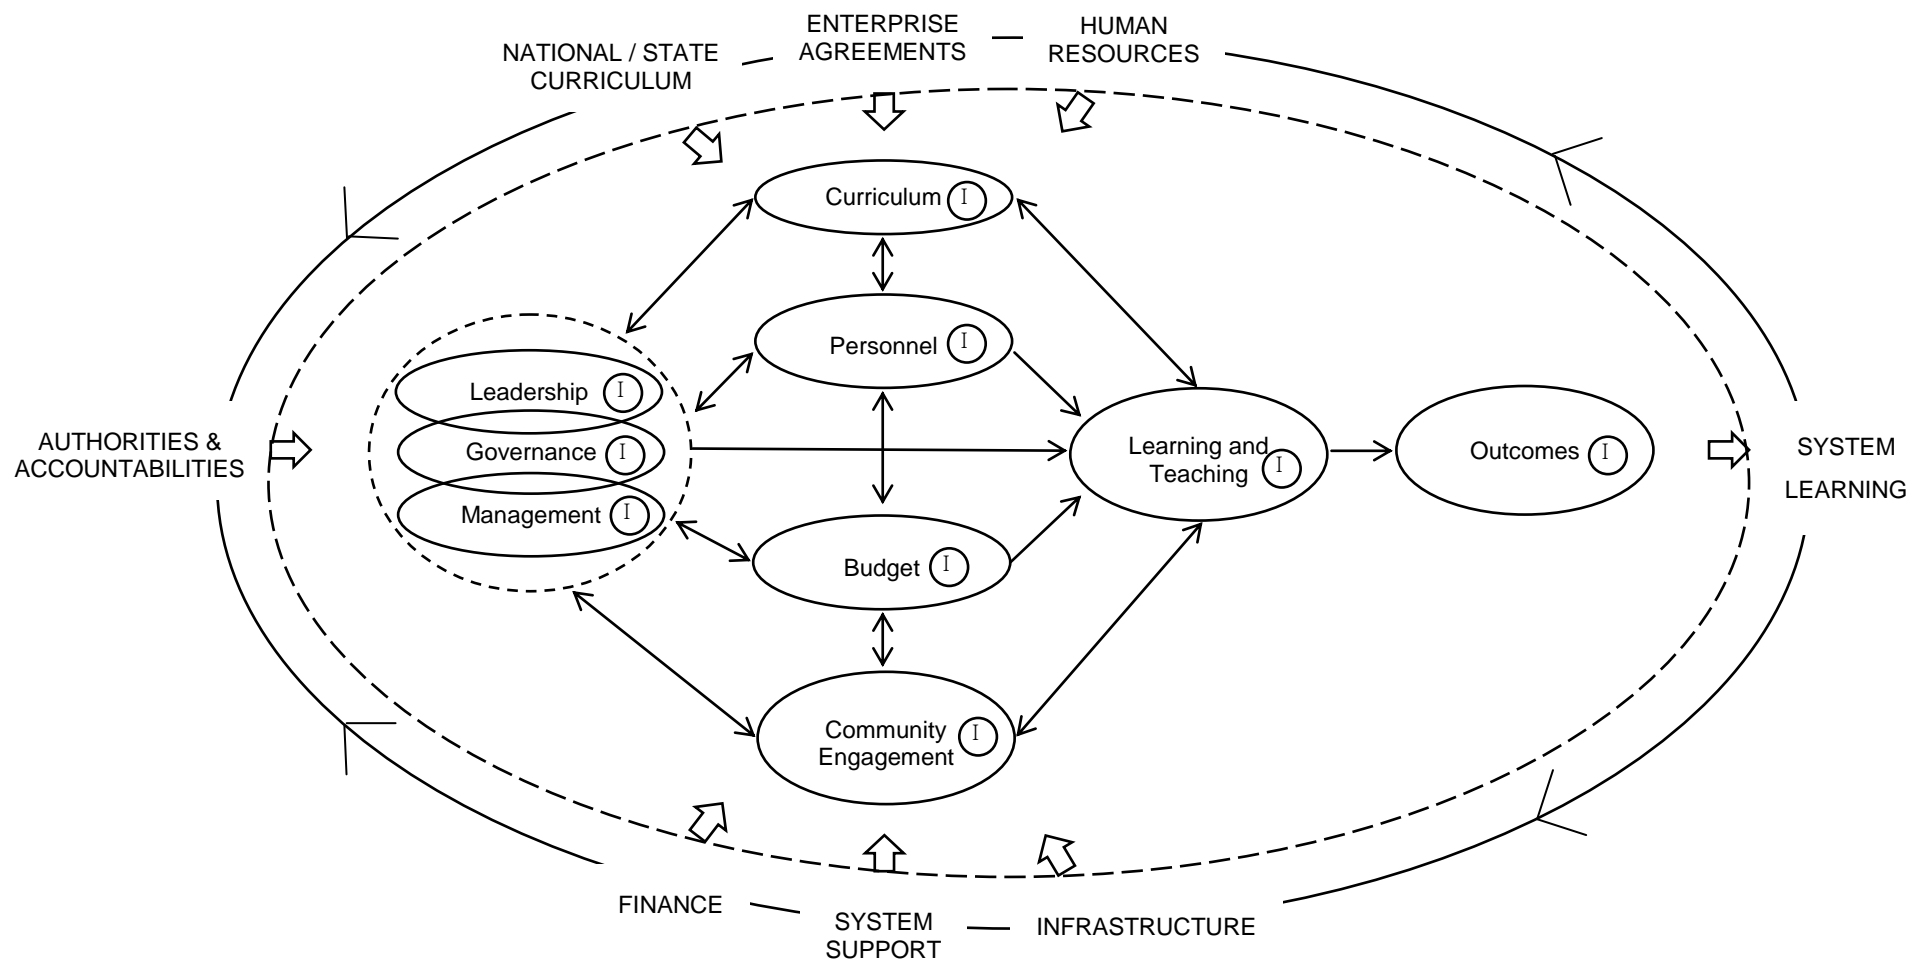 ENTERPRISE
AGREEMENTS
HUMAN
RESOURCES
NATIONAL / STATE
CURRICULUM
Curriculum I
Personnel I
Leadership I
Governance I
Management I
AUTHORITIES &
ACCOUNTABILITIES
Learning and
Teaching I
Outcomes I
SYSTEM
LEARNING
Budget I
Community I
Engagement
FINANCE
SYSTEM
SUPPORT
INFRASTRUCTURE